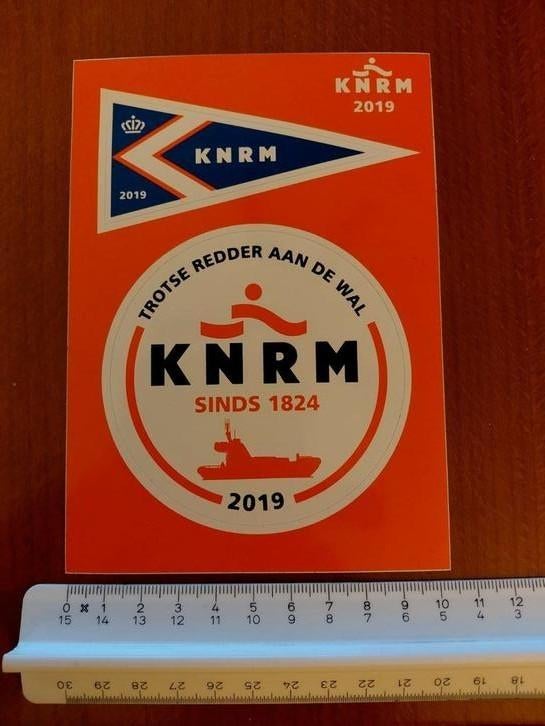 KNRM
2019
KNRM
2019
TROTSE REDDER AAN DE WAL
KNRM
SINDS 1824
2019
0 1 2 3 4 5 6 7 8 9 10 11 12
15 14 13 12 11 10 9 8 7 6 5 4 3
30 29 28 27 26 25 24 23 22 21 20 19 18